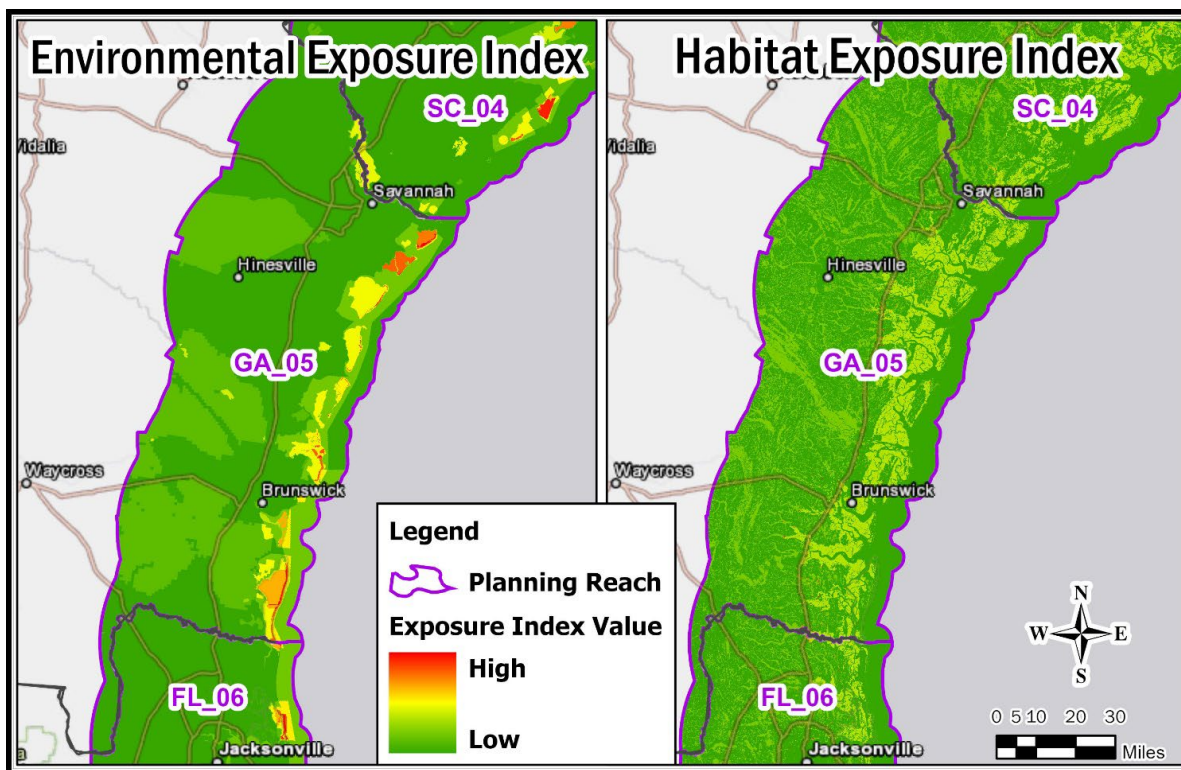 Environmental Exposure Index
SC_04
Vidalia
Savannah
Hinesville
GA_05
Waycross
Brunswick
FL_06
Jacksonville
Legend
Planning Reach
Exposure Index Value
High
Low
Habitat Exposure Index
SC_04
Vidalia
Savannah
Hinesville
GA_05
Waycross
Brunswick
FL_06
Jacksonville
N
W E
S
0 5 10 20 30
Miles